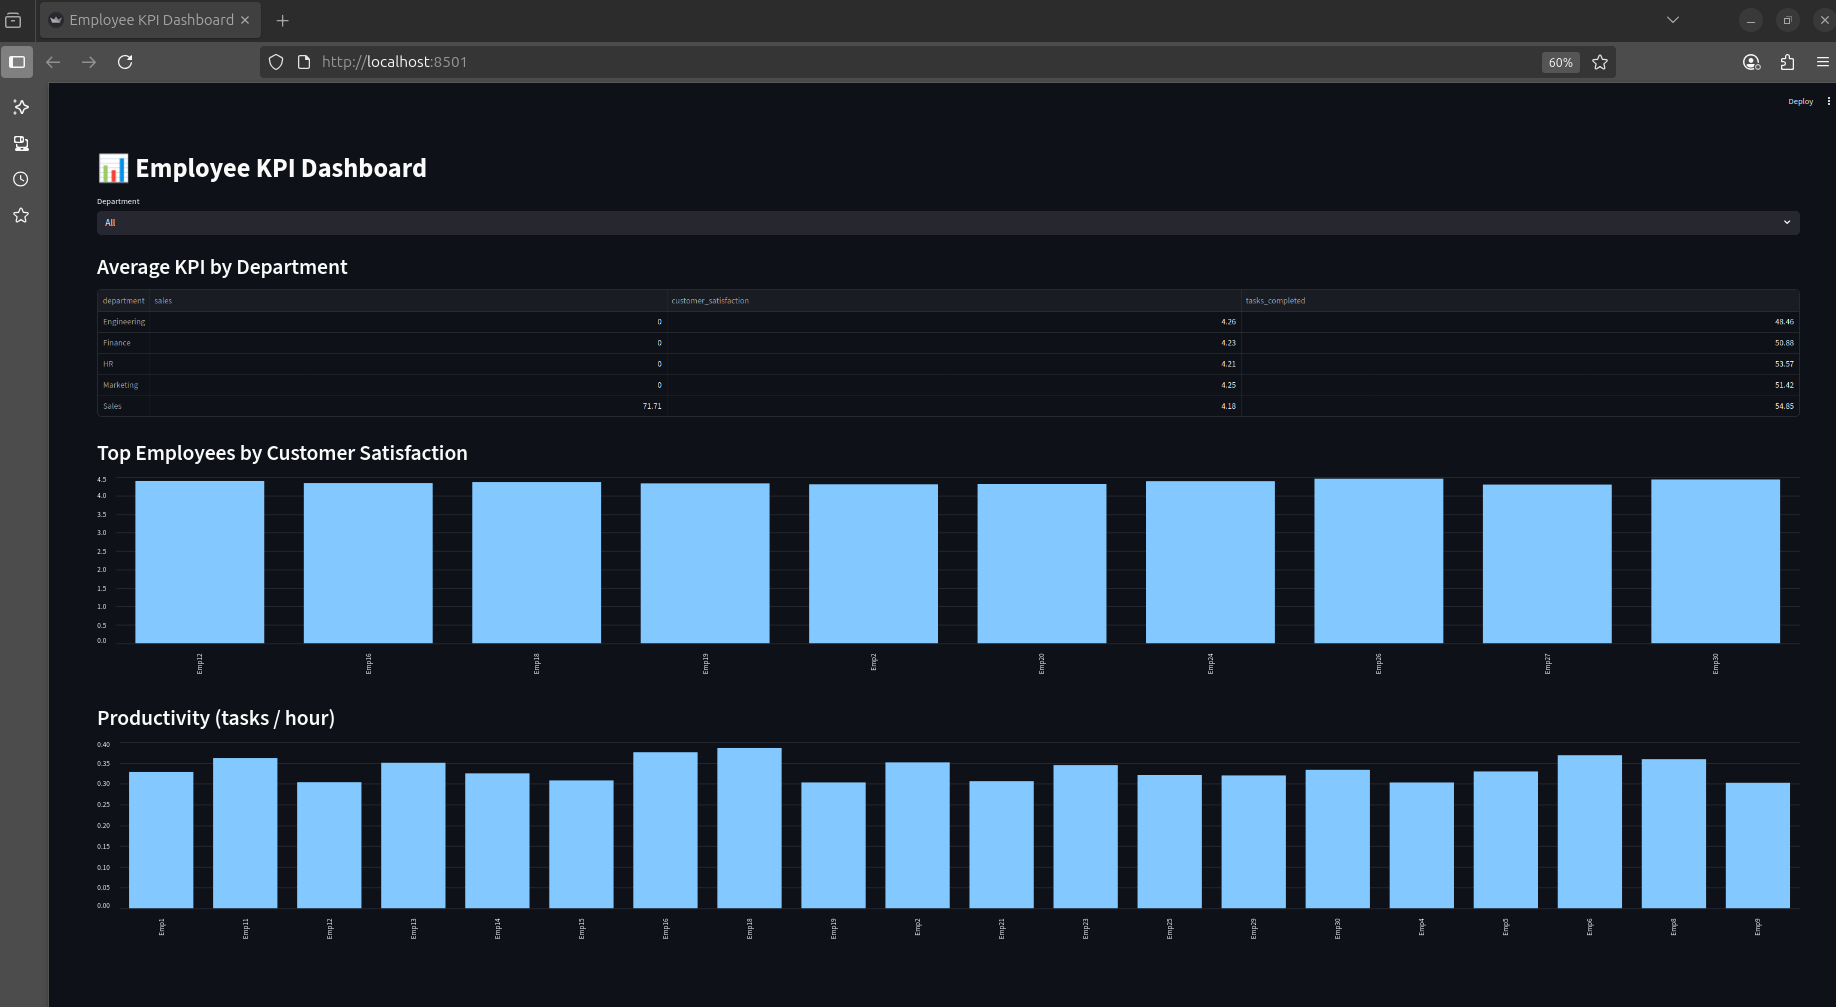 Employee KPI Dashboard
http://localhost:8501
60%
Deploy
📊 Employee KPI Dashboard
Department
All
Average KPI by Department
department sales customer_satisfaction tasks_completed
Engineering 0 4.26 48.46
Finance 0 4.23 50.88
HR 0 4.21 53.57
Marketing 0 4.25 51.42
Sales 71.71 4.18 54.85
Top Employees by Customer Satisfaction
4.5
4.0
3.5
3.0
2.5
2.0
1.5
1.0
0.5
0.0
Emp12 Emp16 Emp18 Emp19 Emp2 Emp20 Emp24 Emp26 Emp27 Emp30
Productivity (tasks / hour)
0.40
0.35
0.30
0.25
0.20
0.15
0.10
0.05
0.00
Emp1 Emp11 Emp12 Emp13 Emp14 Emp15 Emp16 Emp18 Emp19 Emp2 Emp21 Emp23 Emp25 Emp29 Emp30 Emp4 Emp5 Emp6 Emp8 Emp9